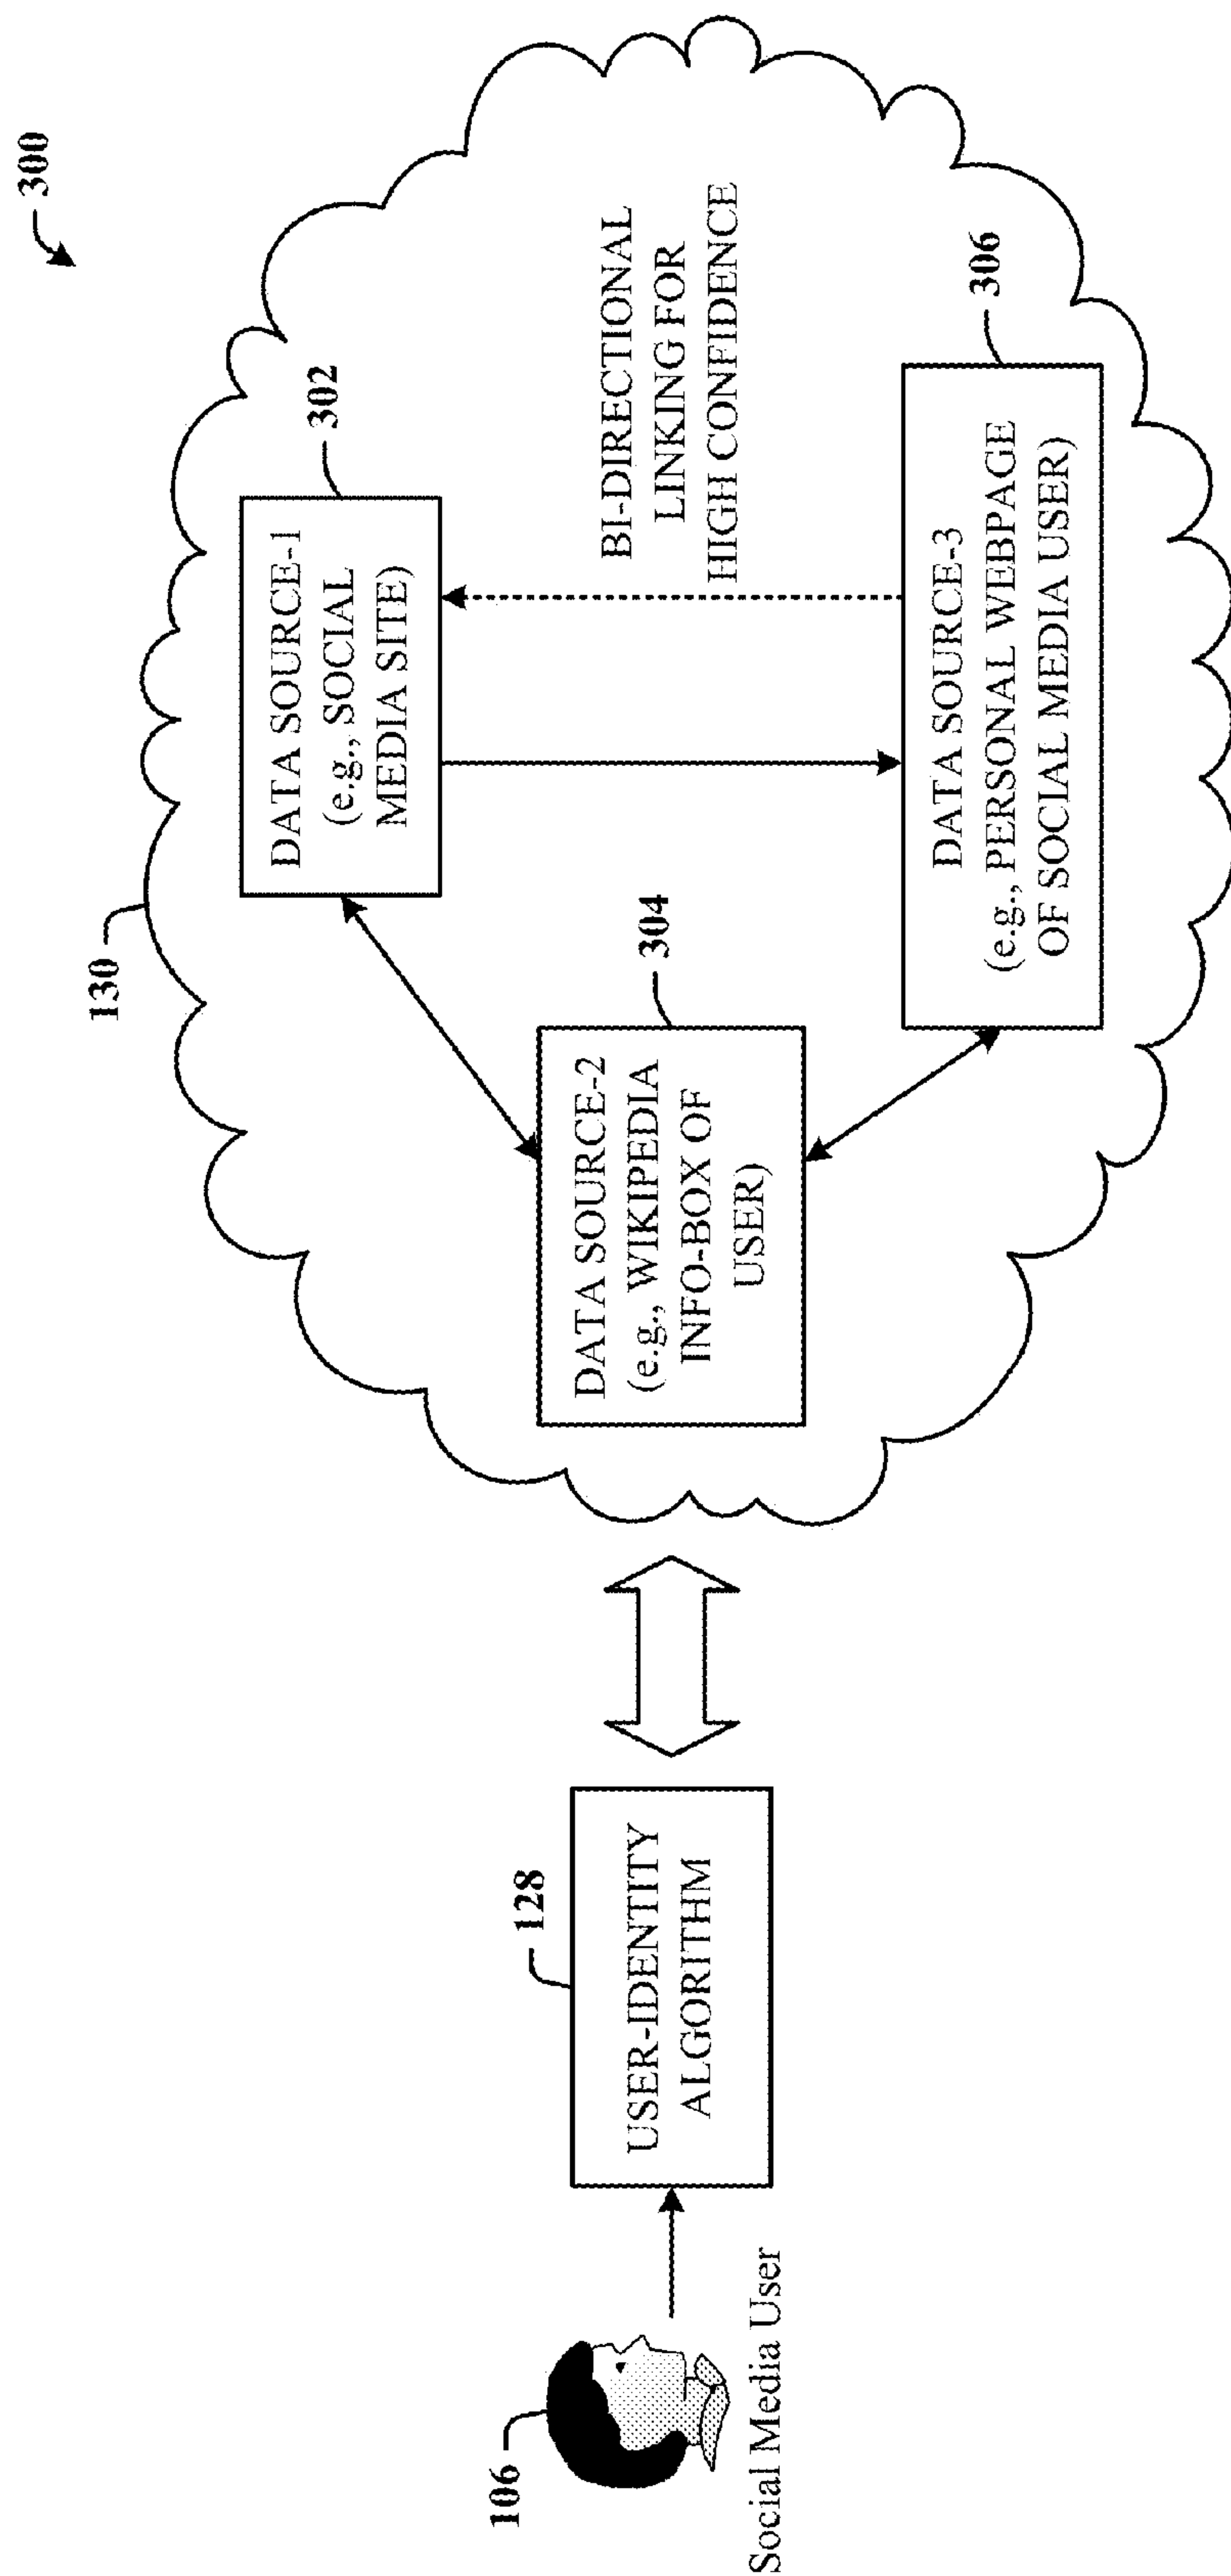 300
130
DATA SOURCE-1
(e.g., SOCIAL
MEDIA SITE)
302
BI-DIRECTIONAL
LINKING FOR
HIGH CONFIDENCE
304
DATA SOURCE-2
(e.g., WIKIPEDIA
INFO-BOX OF
USER)
306
DATA SOURCE-3
(e.g., PERSONAL WEBPAGE
OF SOCIAL MEDIA USER)
128
USER-IDENTITY
ALGORITHM
106
Social Media User